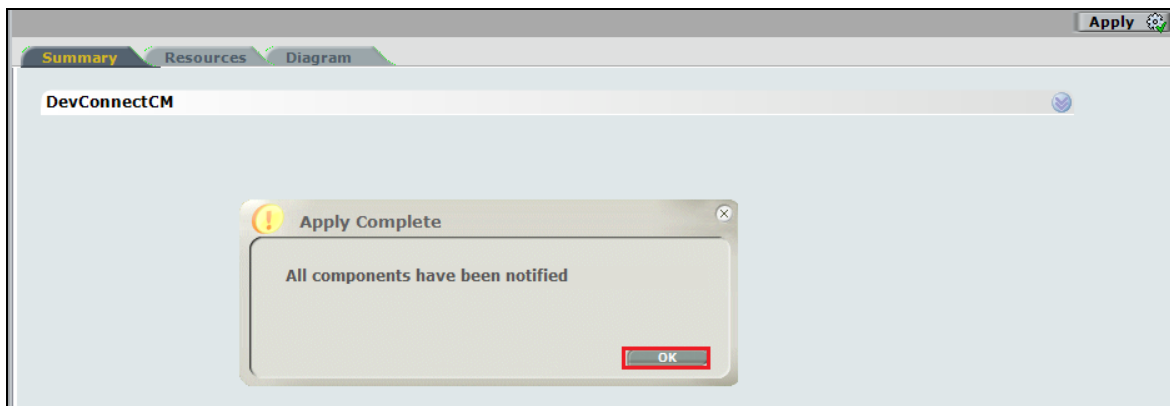 Apply
Summary Resources Diagram
DevConnectCM
Apply Complete
All components have been notified
OK